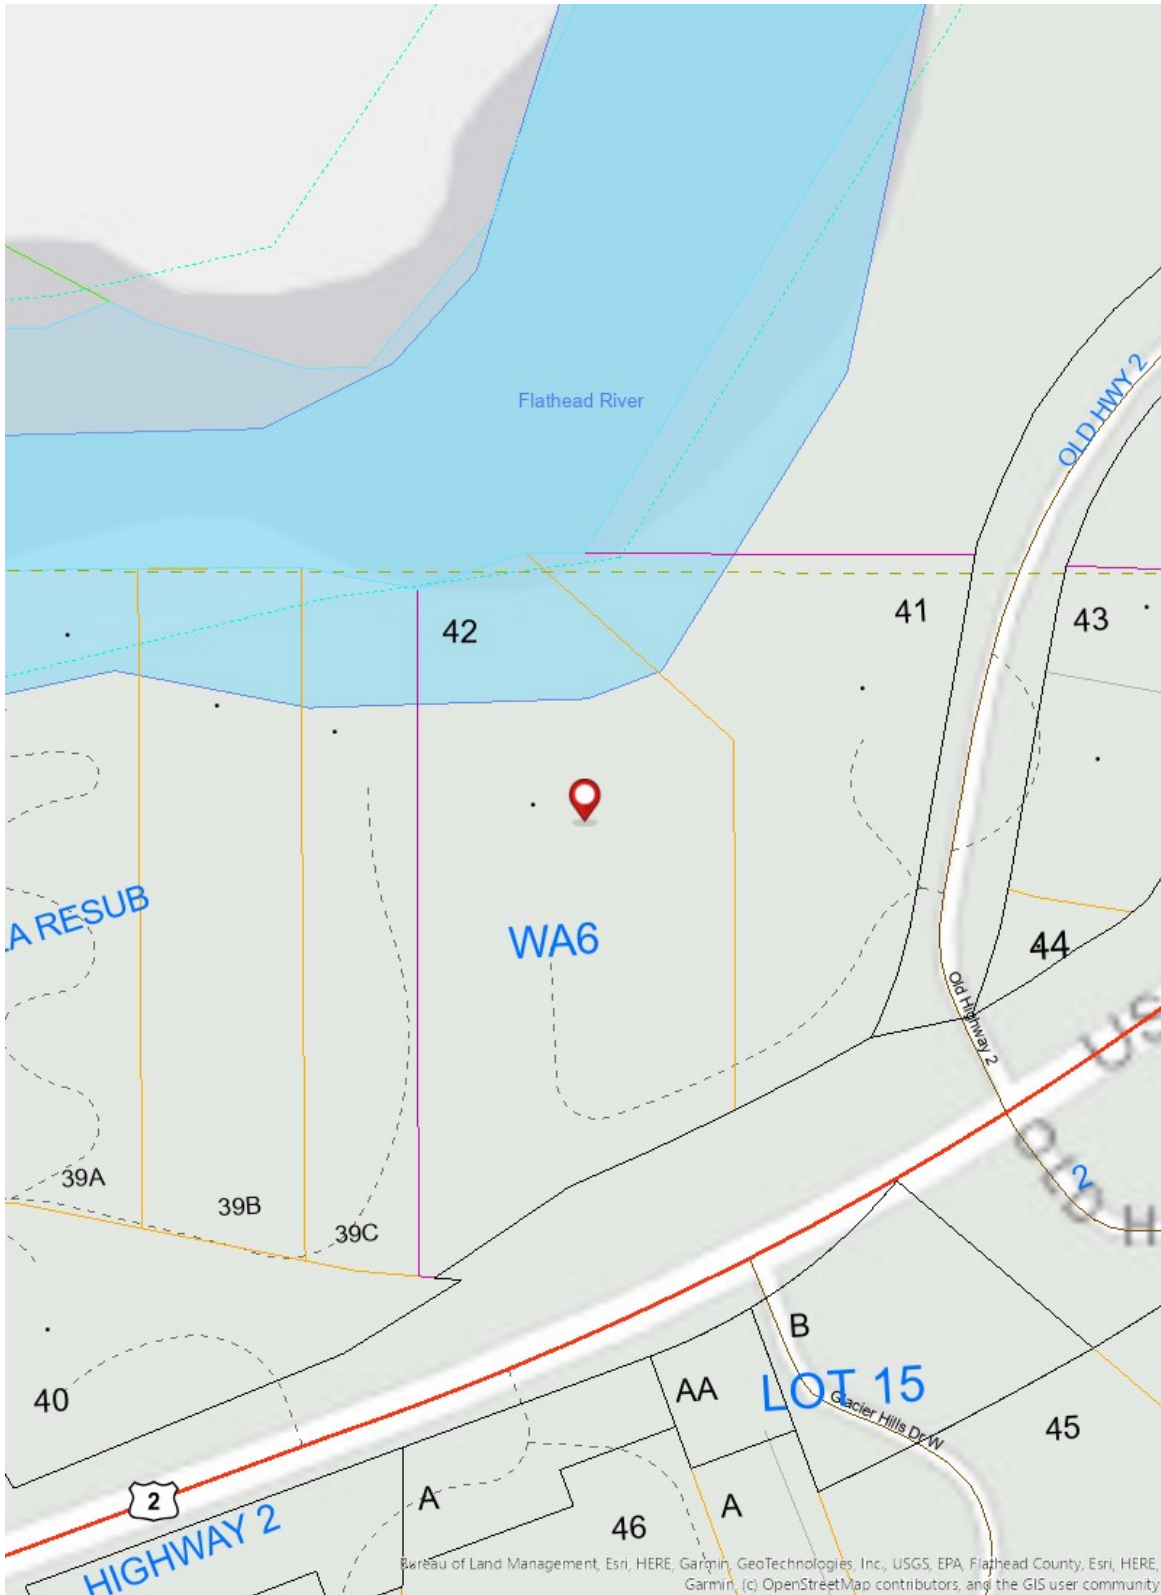 Flathead River
OLD HWY 2
42
41
43
LA RESUB
WA6
44
Old Highway 2
US
39A
39B
39C
OLD H
2
B
40
AA
LOT 15
Glacier Hills Dr W
45
2
HIGHWAY 2
A
A
46
Bureau of Land Management, Esri, HERE, Garmin, GeoTechnologies, Inc., USGS, EPA, Flathead County, Esri, HERE,
Garmin, (c) OpenStreetMap contributors, and the GIS user community